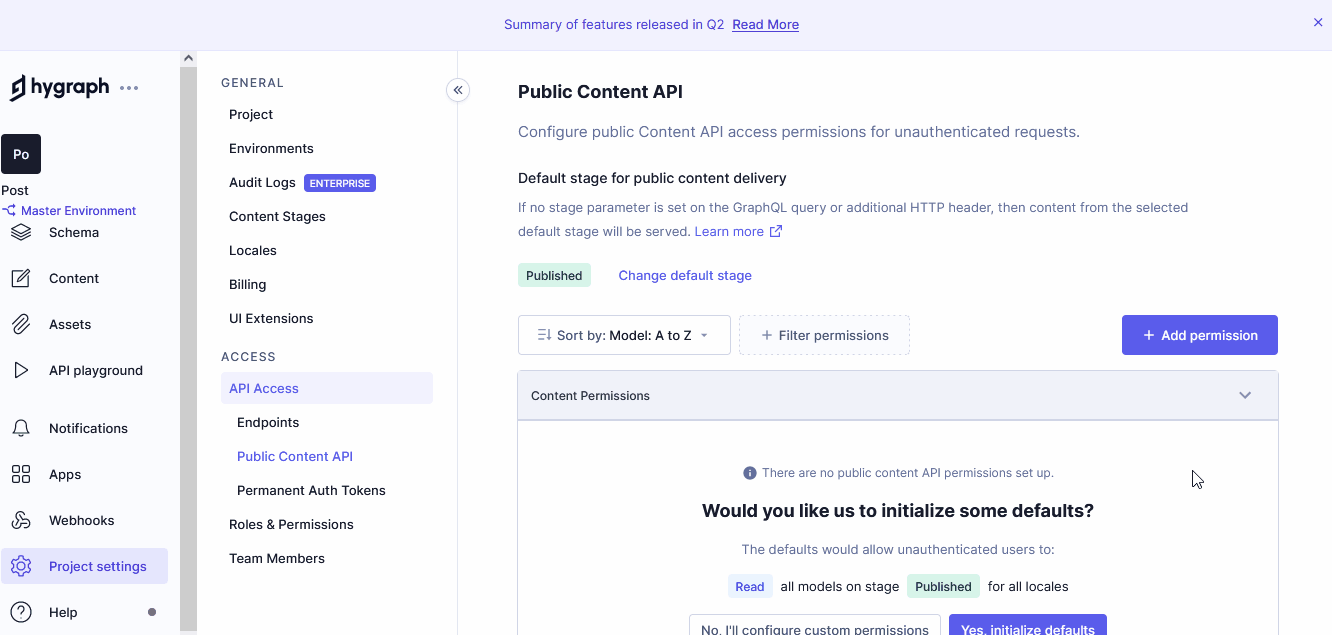 Summary of features released in Q2 Read More
hygraph
Po
Post
Master Environment
Schema
Content
Assets
API playground
Notifications
Apps
Webhooks
Project settings
Help
GENERAL
Project
Environments
Audit Logs ENTERPRISE
Content Stages
Locales
Billing
UI Extensions
ACCESS
API Access
Endpoints
Public Content API
Permanent Auth Tokens
Roles & Permissions
Team Members
Public Content API
Configure public Content API access permissions for unauthenticated requests.
Default stage for public content delivery
If no stage parameter is set on the GraphQL query or additional HTTP header, then content from the selected
default stage will be served. Learn more
Published Change default stage
Sort by: Model: A to Z + Filter permissions + Add permission
Content Permissions
There are no public content API permissions set up.
Would you like us to initialize some defaults?
The defaults would allow unauthenticated users to:
Read all models on stage Published for all locales
No, I'll configure custom permissions Yes, initialize defaults